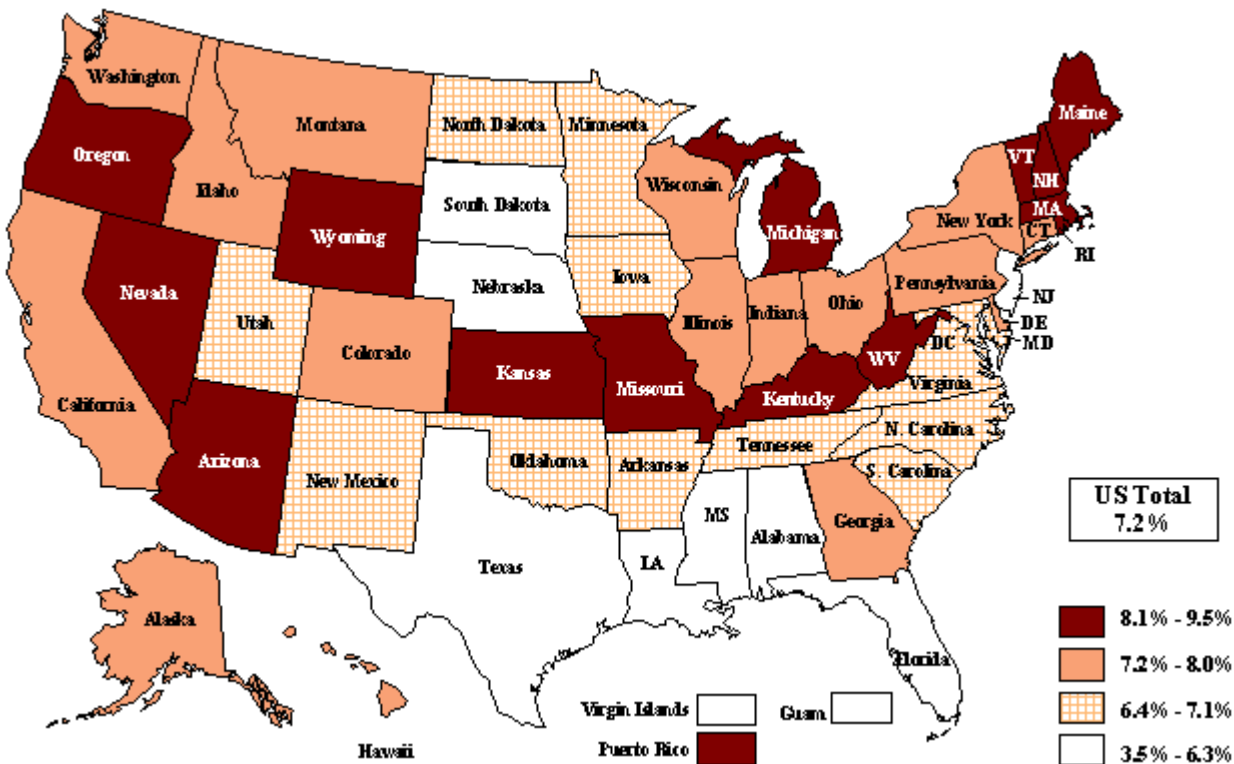 Washington
Montana
North Dakota
Minnesota
Maine
Oregon
Idaho
Wisconsin
VT
NH
South Dakota
MA
New York
CT
Wyoming
Michigan
RI
Nebraska
Iowa
Pennsylvania
Nevada
Ohio
NJ
Utah
Illinois
Indiana
DE
DC
MD
Colorado
WV
Kansas
Missouri
Virginia
California
Kentucky
N. Carolina
Tennessee
Arizona
Oklahoma
Arkansas
S. Carolina
New Mexico
US Total
7.2%
MS
Georgia
Alabama
LA
Texas
Alaska
8.1% - 9.5%
7.2% - 8.0%
Florida
Virgin Islands
Guam
6.4% - 7.1%
Hawaii
Puerto Rico
3.5% - 6.3%